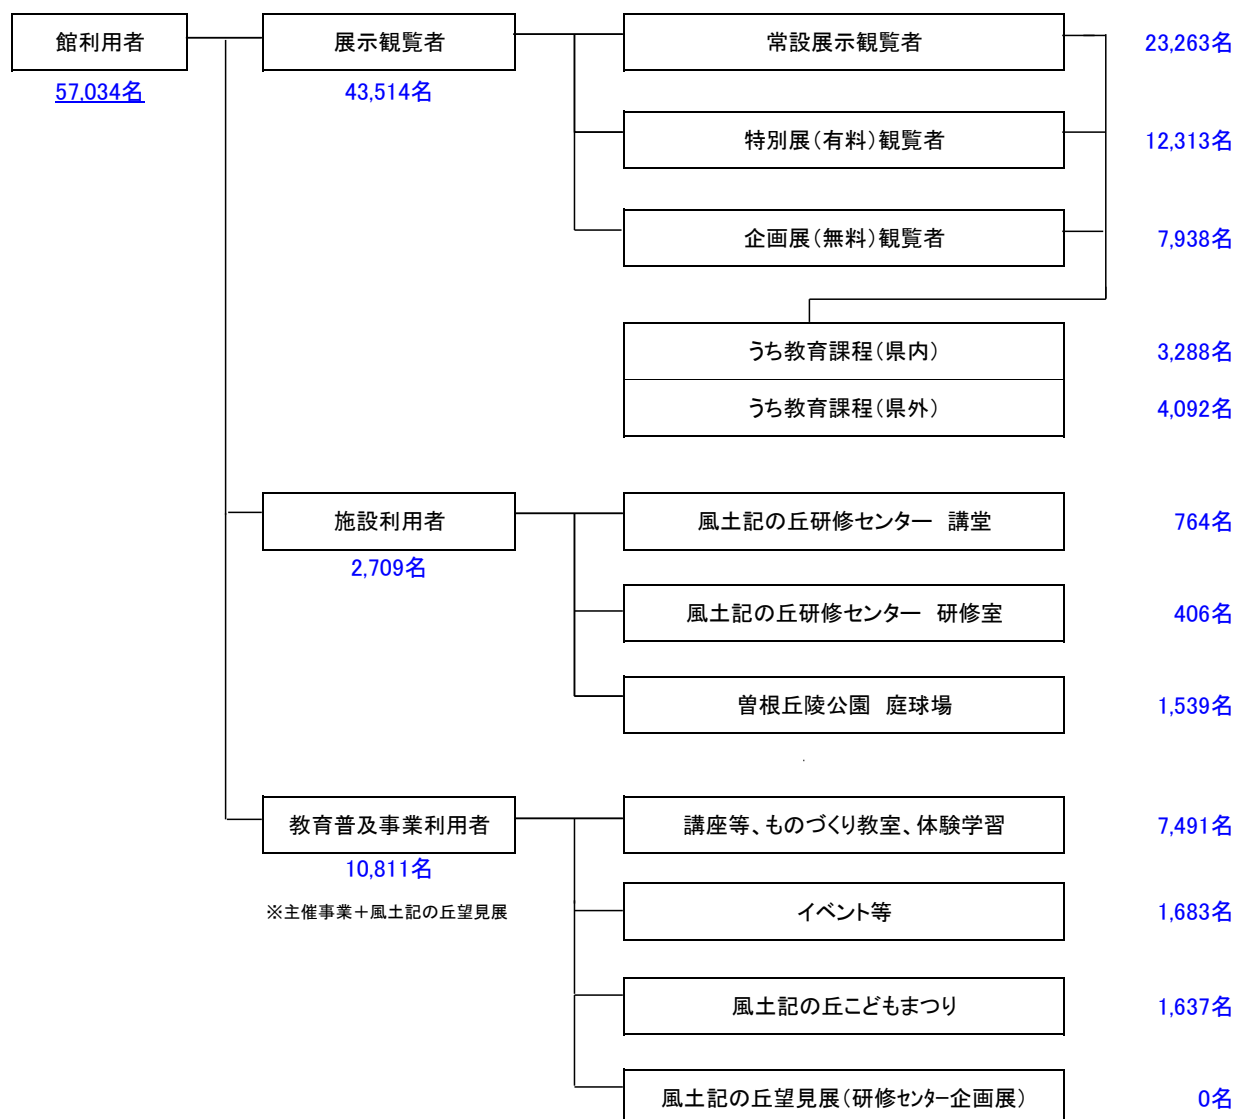 館利用者 展示観覧者 常設展示観覧者 23,263名
57,034名 43,514名
特別展(有料)観覧者 12,313名
企画展(無料)観覧者 7,938名
うち教育課程(県内) 3,288名
うち教育課程(県外) 4,092名
施設利用者 風土記の丘研修センター 講堂 764名
2,709名
風土記の丘研修センター 研修室 406名
曽根丘陵公園 庭球場 1,539名
教育普及事業利用者 講座等、ものづくり教室、体験学習 7,491名
10,811名
※主催事業+風土記の丘望見展 イベント等 1,683名
風土記の丘こどもまつり 1,637名
風土記の丘望見展(研修センター企画展) 0名